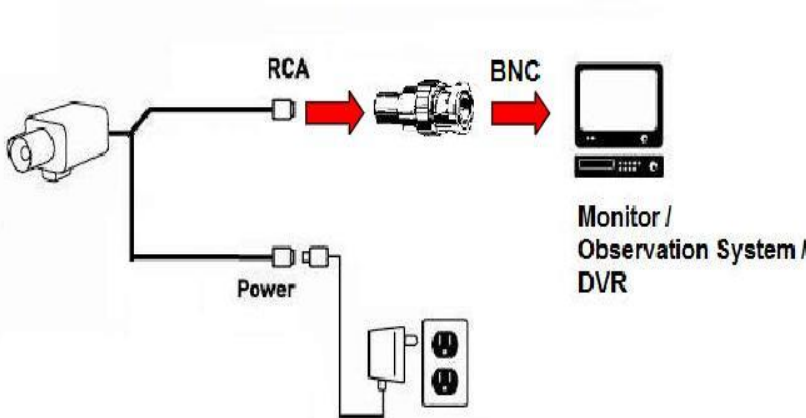 RCA
BNC
Monitor /
Observation System /
DVR
Power